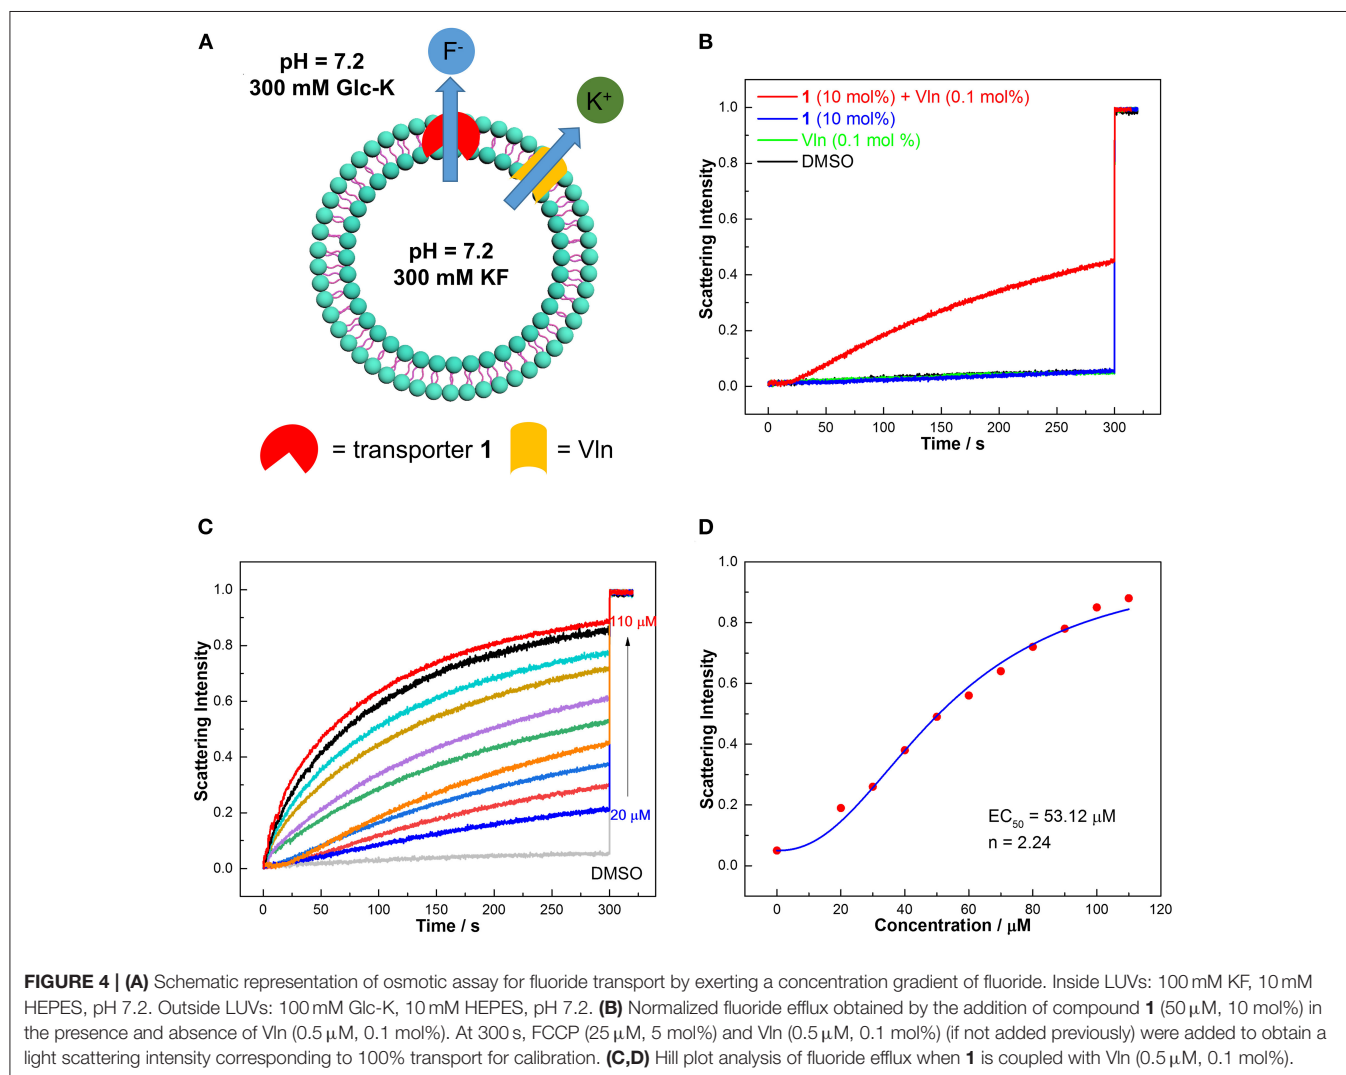 A
F-
pH = 7.2
300 mM Glc-K
K+
pH = 7.2
300 mM KF
= transporter 1
= Vln
B
1.0
0.8
0.6
0.4
0.2
0.0
Scattering Intensity
1 (10 mol%) + Vln (0.1 mol%)
1 (10 mol%)
Vln (0.1 mol %)
DMSO
0 50 100 150 200 250 300
Time / s
C
1.0
0.8
0.6
0.4
0.2
0.0
Scattering Intensity
110 μM
20 μM
DMSO
0 50 100 150 200 250 300
Time / s
D
1.0
0.8
0.6
0.4
0.2
0.0
Scattering Intensity
EC50 = 53.12 μM
n = 2.24
0 20 40 60 80 100 120
Concentration / μM
FIGURE 4 | (A) Schematic representation of osmotic assay for fluoride transport by exerting a concentration gradient of fluoride. Inside LUVs: 100 mM KF, 10 mM
HEPES, pH 7.2. Outside LUVs: 100 mM Glc-K, 10 mM HEPES, pH 7.2. (B) Normalized fluoride efflux obtained by the addition of compound 1 (50 μM, 10 mol%) in
the presence and absence of Vln (0.5 μM, 0.1 mol%). At 300 s, FCCP (25 μM, 5 mol%) and Vln (0.5 μM, 0.1 mol%) (if not added previously) were added to obtain a
light scattering intensity corresponding to 100% transport for calibration. (C,D) Hill plot analysis of fluoride efflux when 1 is coupled with Vln (0.5 μM, 0.1 mol%).